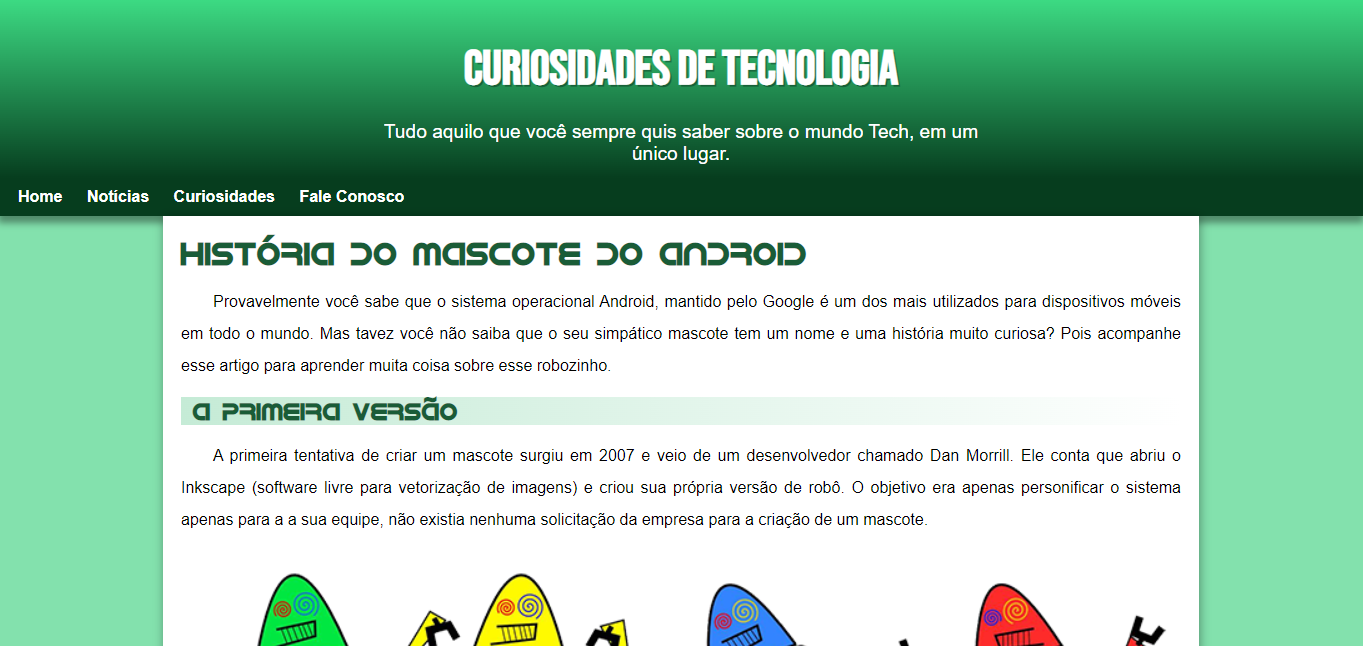 CURIOSIDADES DE TECNOLOGIA
Tudo aquilo que você sempre quis saber sobre o mundo Tech, em um
único lugar.
Home Notícias Curiosidades Fale Conosco
HISTÓRIA DO MASCOTE DO ANDROID
Provavelmente você sabe que o sistema operacional Android, mantido pelo Google é um dos mais utilizados para dispositivos móveis
em todo o mundo. Mas tavez você não saiba que o seu simpático mascote tem um nome e uma história muito curiosa? Pois acompanhe
esse artigo para aprender muita coisa sobre esse robozinho.
A PRIMEIRA VERSÃO
A primeira tentativa de criar um mascote surgiu em 2007 e veio de um desenvolvedor chamado Dan Morrill. Ele conta que abriu o
Inkscape (software livre para vetorização de imagens) e criou sua própria versão de robô. O objetivo era apenas personificar o sistema
apenas para a a sua equipe, não existia nenhuma solicitação da empresa para a criação de um mascote.